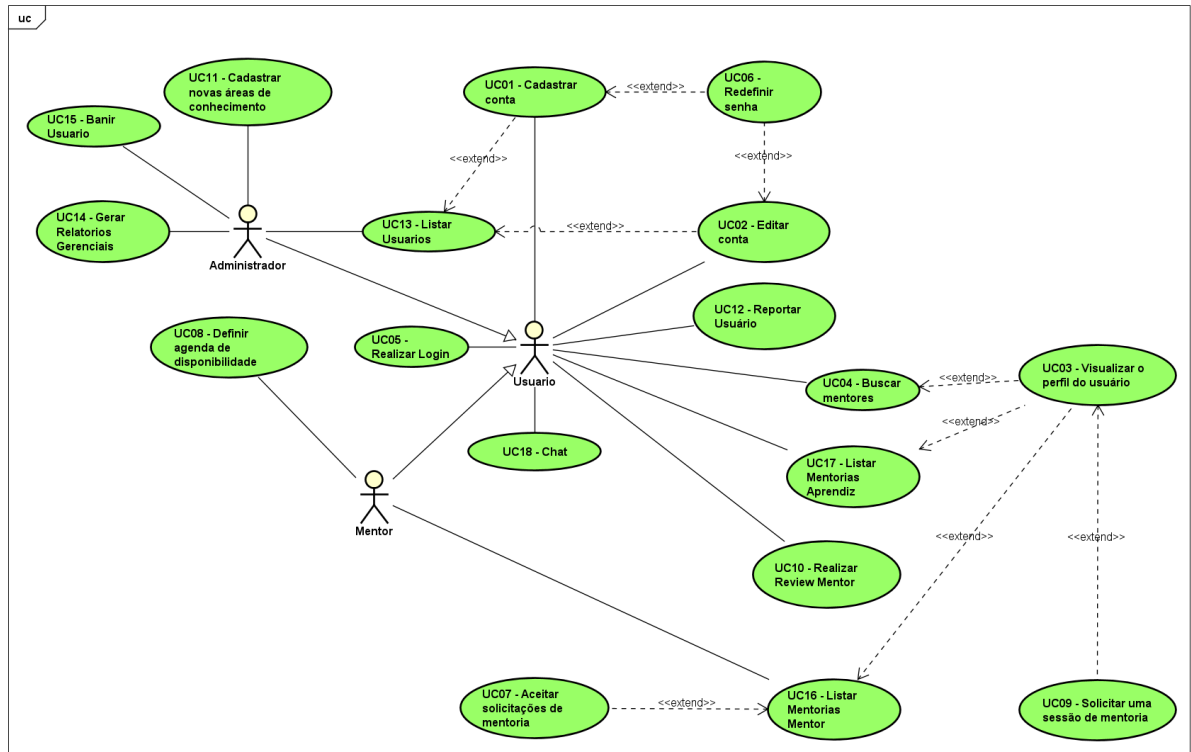 uc
UC11 - Cadastrar
novas áreas de
conhecimento
UC01 - Cadastrar
conta
<<extend>>
UC06 -
Redefinir
senha
UC15 - Banir
Usuario
<<extend>>
<<extend>>
UC14 - Gerar
Relatorios
Gerenciais
Administrador
UC13 - Listar
Usuarios
<<extend>>
UC02 - Editar
conta
UC08 - Definir
agenda de
disponibilidade
UC05 -
Realizar Login
Usuario
UC12 - Reportar
Usuário
UC04 - Buscar
mentores
<<extend>>
UC03 - Visualizar o
perfil do usuário
<<extend>>
UC18 - Chat
UC17 - Listar
Mentorias
Aprendiz
Mentor
<<extend>>
<<extend>>
UC10 - Realizar
Review Mentor
UC07 - Aceitar
solicitações de
mentoria
<<extend>>
UC16 - Listar
Mentorias
Mentor
UC09 - Solicitar uma
sessão de mentoria